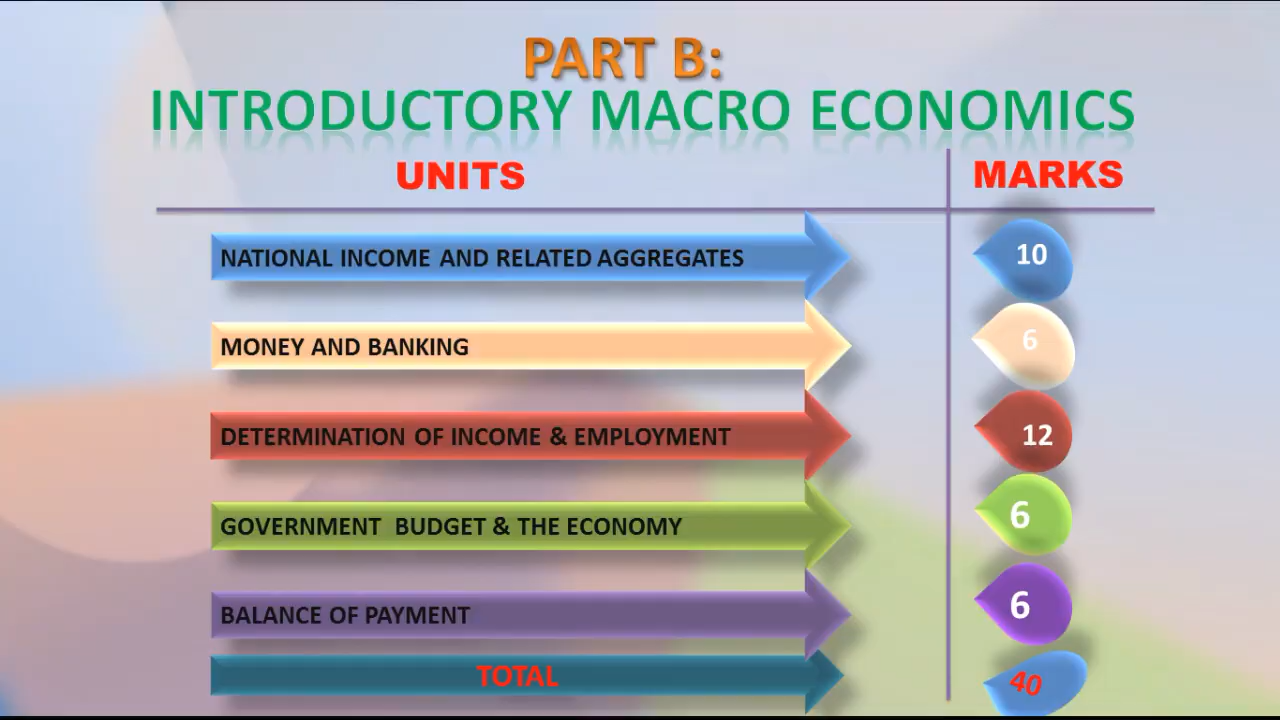 PART B:
INTRODUCTORY MACRO ECONOMICS
UNITS MARKS
NATIONAL INCOME AND RELATED AGGREGATES 10
MONEY AND BANKING 6
DETERMINATION OF INCOME & EMPLOYMENT 12
GOVERNMENT BUDGET & THE ECONOMY 6
BALANCE OF PAYMENT 6
TOTAL 40